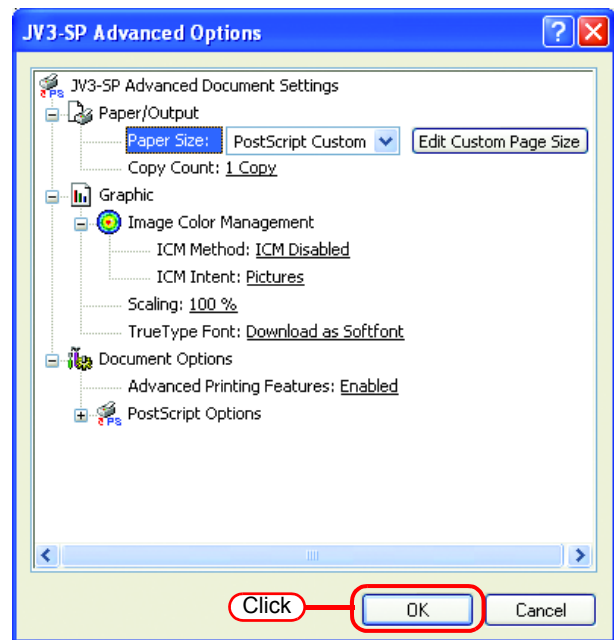 JV3-SP Advanced Options
JV3-SP Advanced Document Settings
Paper/Output
Paper Size: PostScript Custom Edit Custom Page Size
Copy Count: 1 Copy
Graphic
Image Color Management
ICM Method: ICM Disabled
ICM Intent: Pictures
Scaling: 100 %
TrueType Font: Download as Softfont
Document Options
Advanced Printing Features: Enabled
PostScript Options
Click OK Cancel